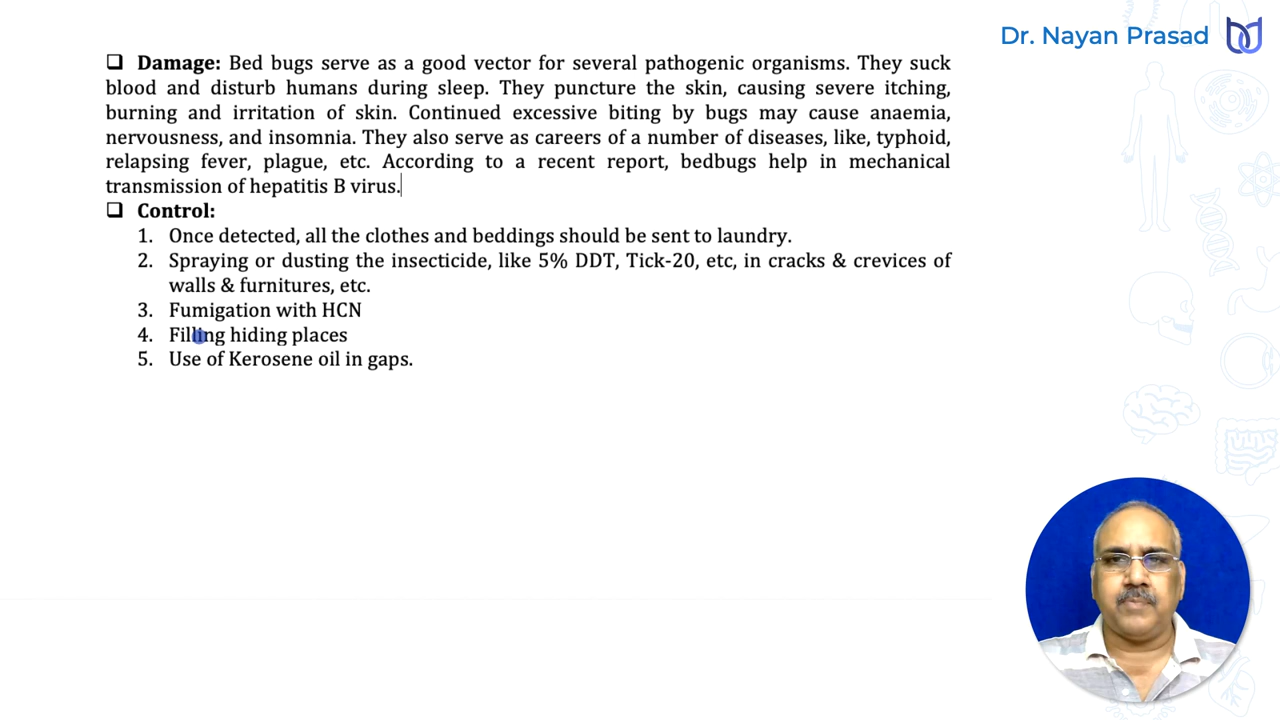 Dr. Nayan Prasad
❑ Damage: Bed bugs serve as a good vector for several pathogenic organisms. They suck
blood and disturb humans during sleep. They puncture the skin, causing severe itching,
burning and irritation of skin. Continued excessive biting by bugs may cause anaemia,
nervousness, and insomnia. They also serve as careers of a number of diseases, like, typhoid,
relapsing fever, plague, etc. According to a recent report, bedbugs help in mechanical
transmission of hepatitis B virus.
❑ Control:
1. Once detected, all the clothes and beddings should be sent to laundry.
2. Spraying or dusting the insecticide, like 5% DDT, Tick-20, etc, in cracks & crevices of
walls & furnitures, etc.
3. Fumigation with HCN
4. Filling hiding places
5. Use of Kerosene oil in gaps.